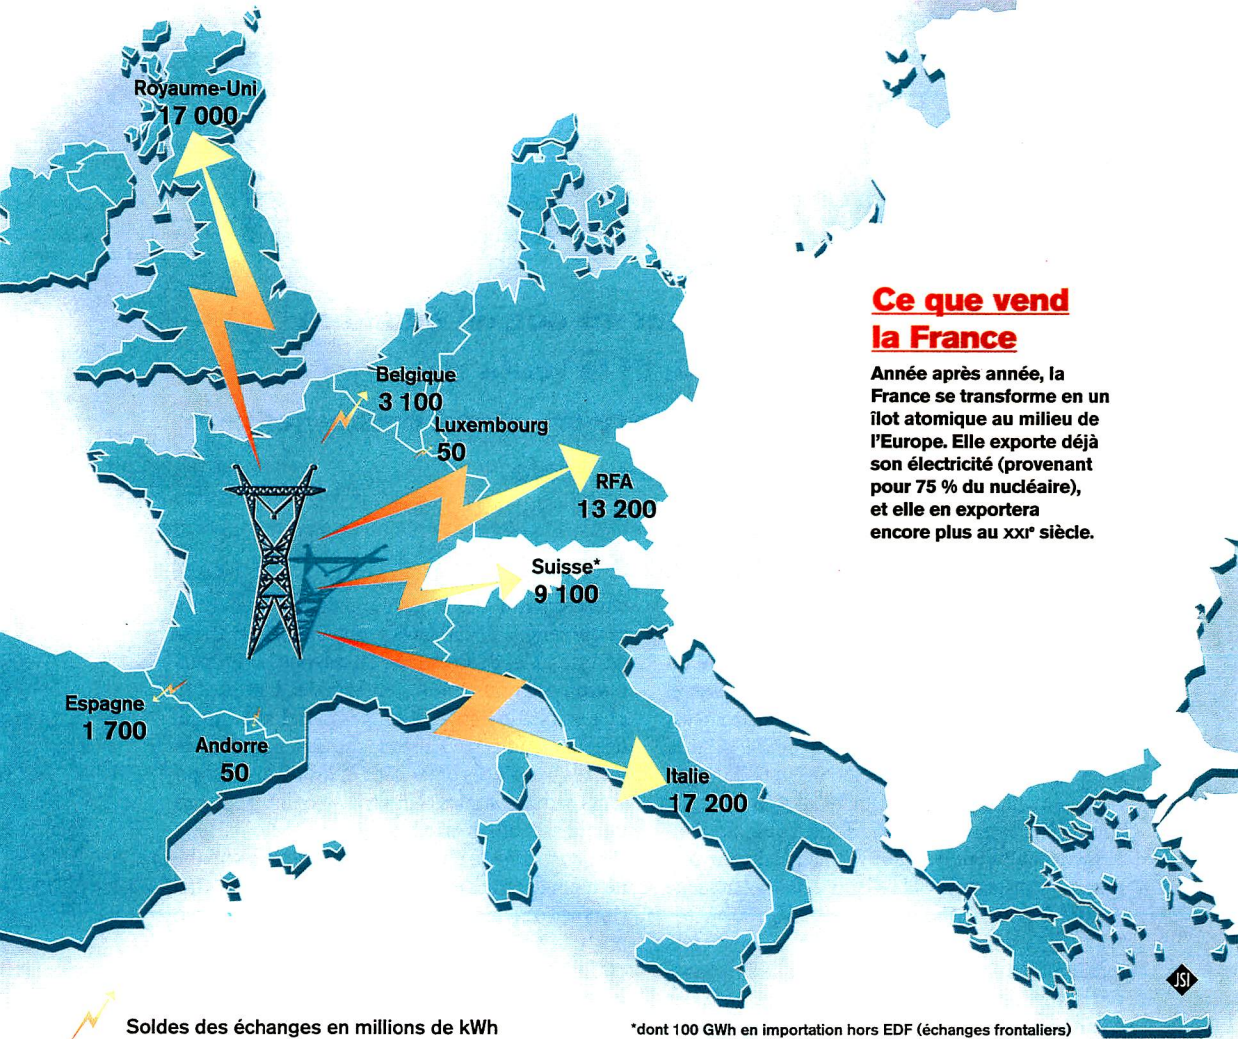 Royaume-Uni
17 000
Ce que vend
la France
Année après année, la
France se transforme en un
îlot atomique au milieu de
l'Europe. Elle exporte déjà
son électricité (provenant
pour 75 % du nucléaire),
et elle en exportera
encore plus au XXIe siècle.
Belgique
3 100
Luxembourg
50
RFA
13 200
Suisse*
9 100
Espagne
1 700
Andorre
50
Italie
17 200
JSI
Soldes des échanges en millions de kWh
*dont 100 GWh en importation hors EDF (échanges frontaliers)